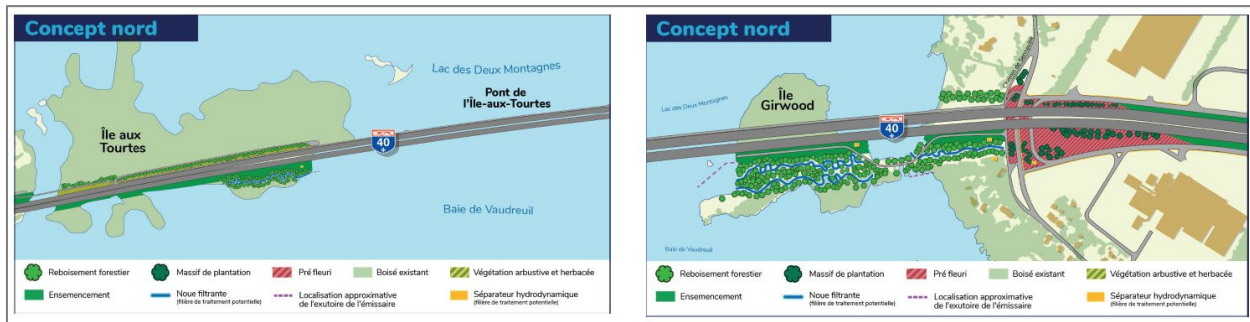 Concept nord
Lac des Deux Montagnes
Pont de
l'Île-aux-Tourtes
Île aux
Tourtes
40
Baie de Vaudreuil
Reboisement forestier
Massif de plantation
Pré fleuri
Boisé existant
Végétation arbustive et herbacée
Ensemencement
Noue filtrante
(filière de traitement potentielle)
Localisation approximative
de l'exutoire de l'émissaire
Séparateur hydrodynamique
(filière de traitement potentielle)
Concept nord
Île
Girwood
Lac des Deux Montagnes
40
Baie de Vaudreuil
Reboisement forestier
Massif de plantation
Pré fleuri
Boisé existant
Végétation arbustive et herbacée
Ensemencement
Noue filtrante
(filière de traitement potentielle)
Localisation approximative
de l'exutoire de l'émissaire
Séparateur hydrodynamique
(filière de traitement potentielle)